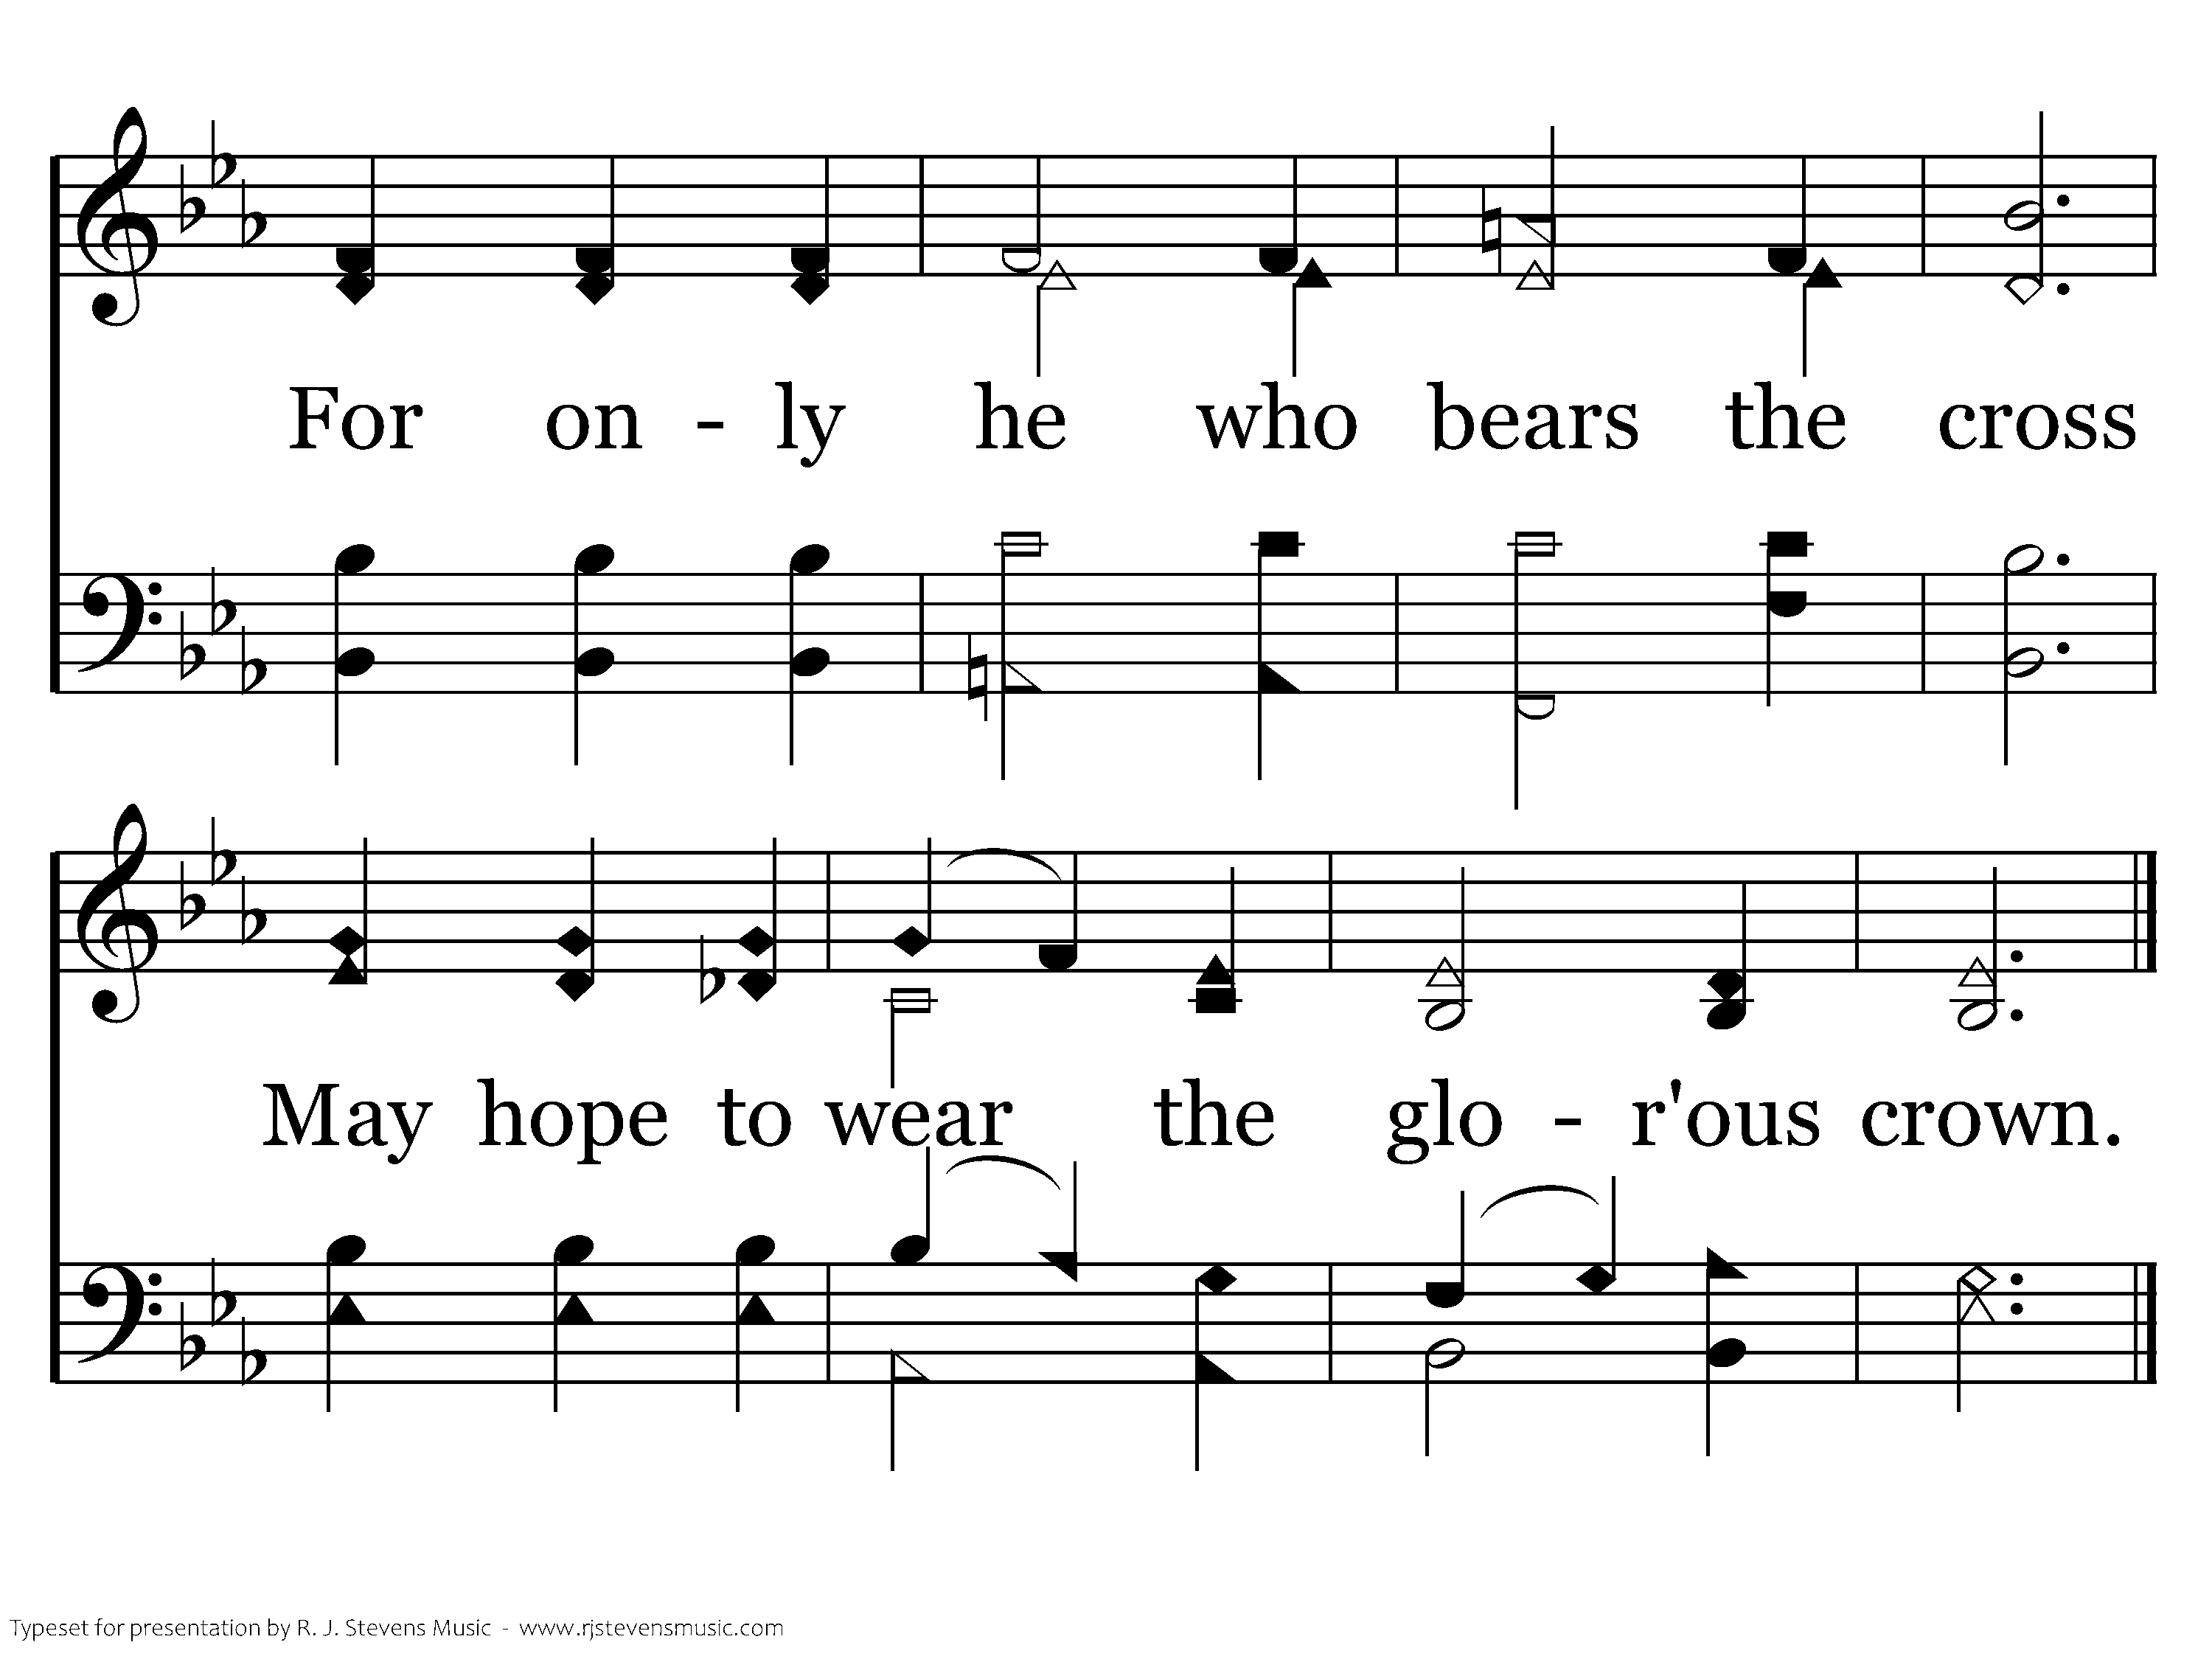 For on - ly he who bears the cross
May hope to wear the glo - r'ous crown.
Typeset for presentation by R. J. Stevens Music - www.rjstevensmusic.com